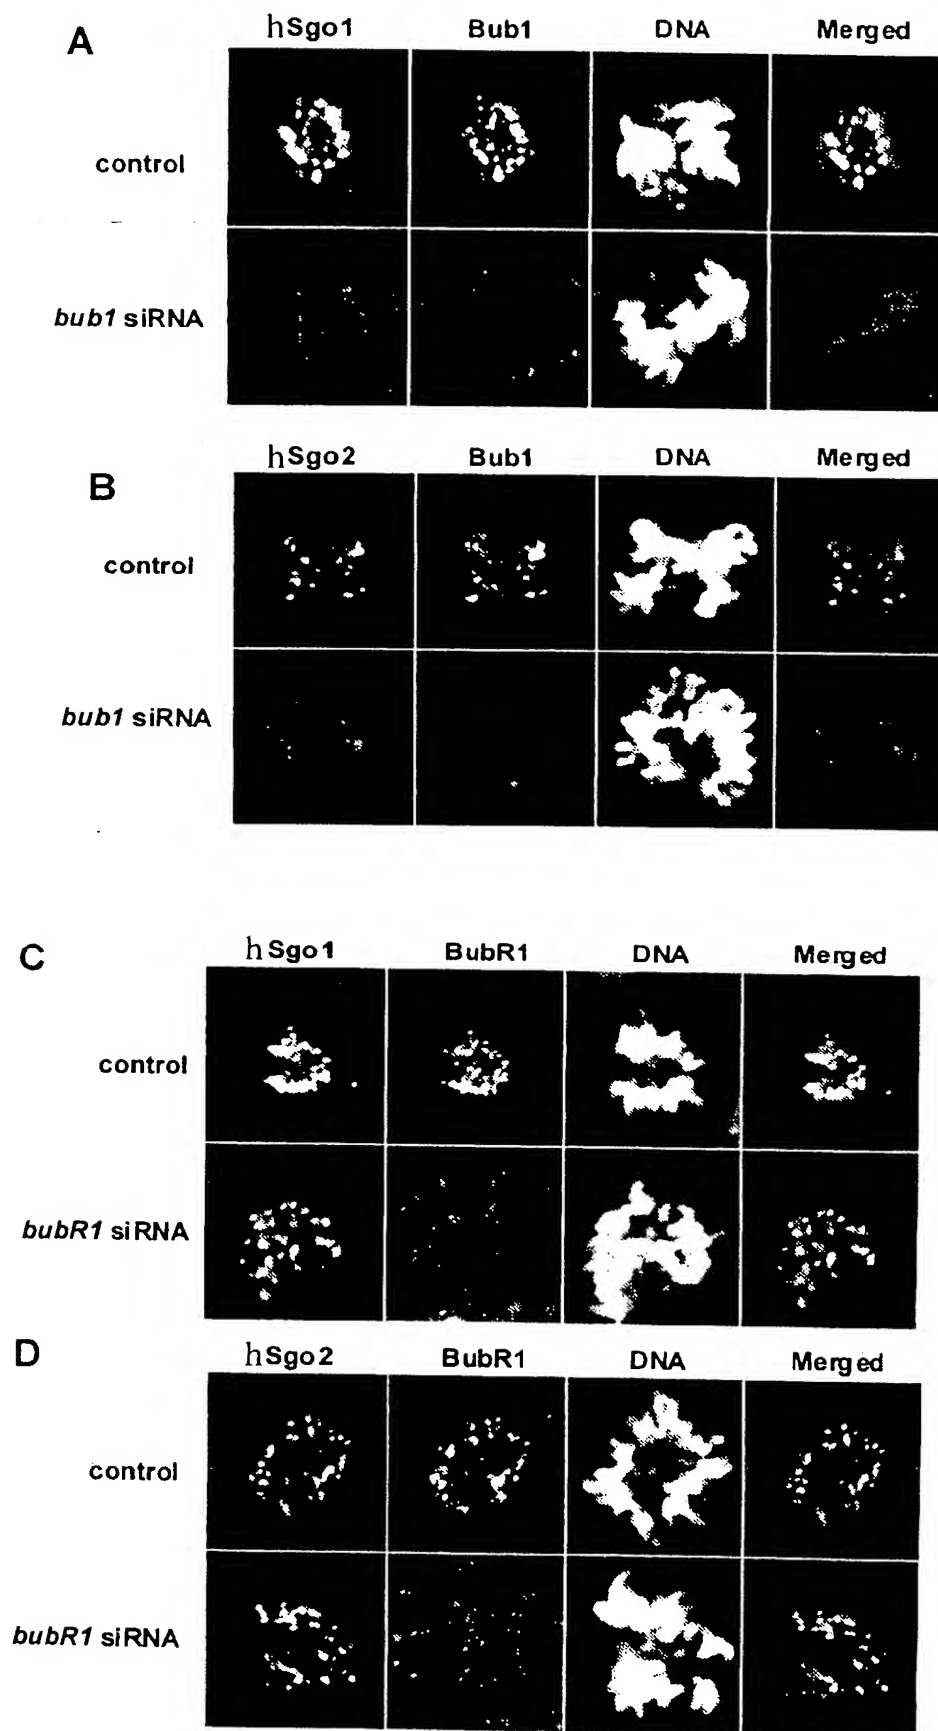 A
hSgo1 Bub1 DNA Merged
control
bub1 siRNA
B
hSgo2 Bub1 DNA Merged
control
bub1 siRNA
C
hSgo1 BubR1 DNA Merged
control
bubR1 siRNA
D
hSgo2 BubR1 DNA Merged
control
bubR1 siRNA